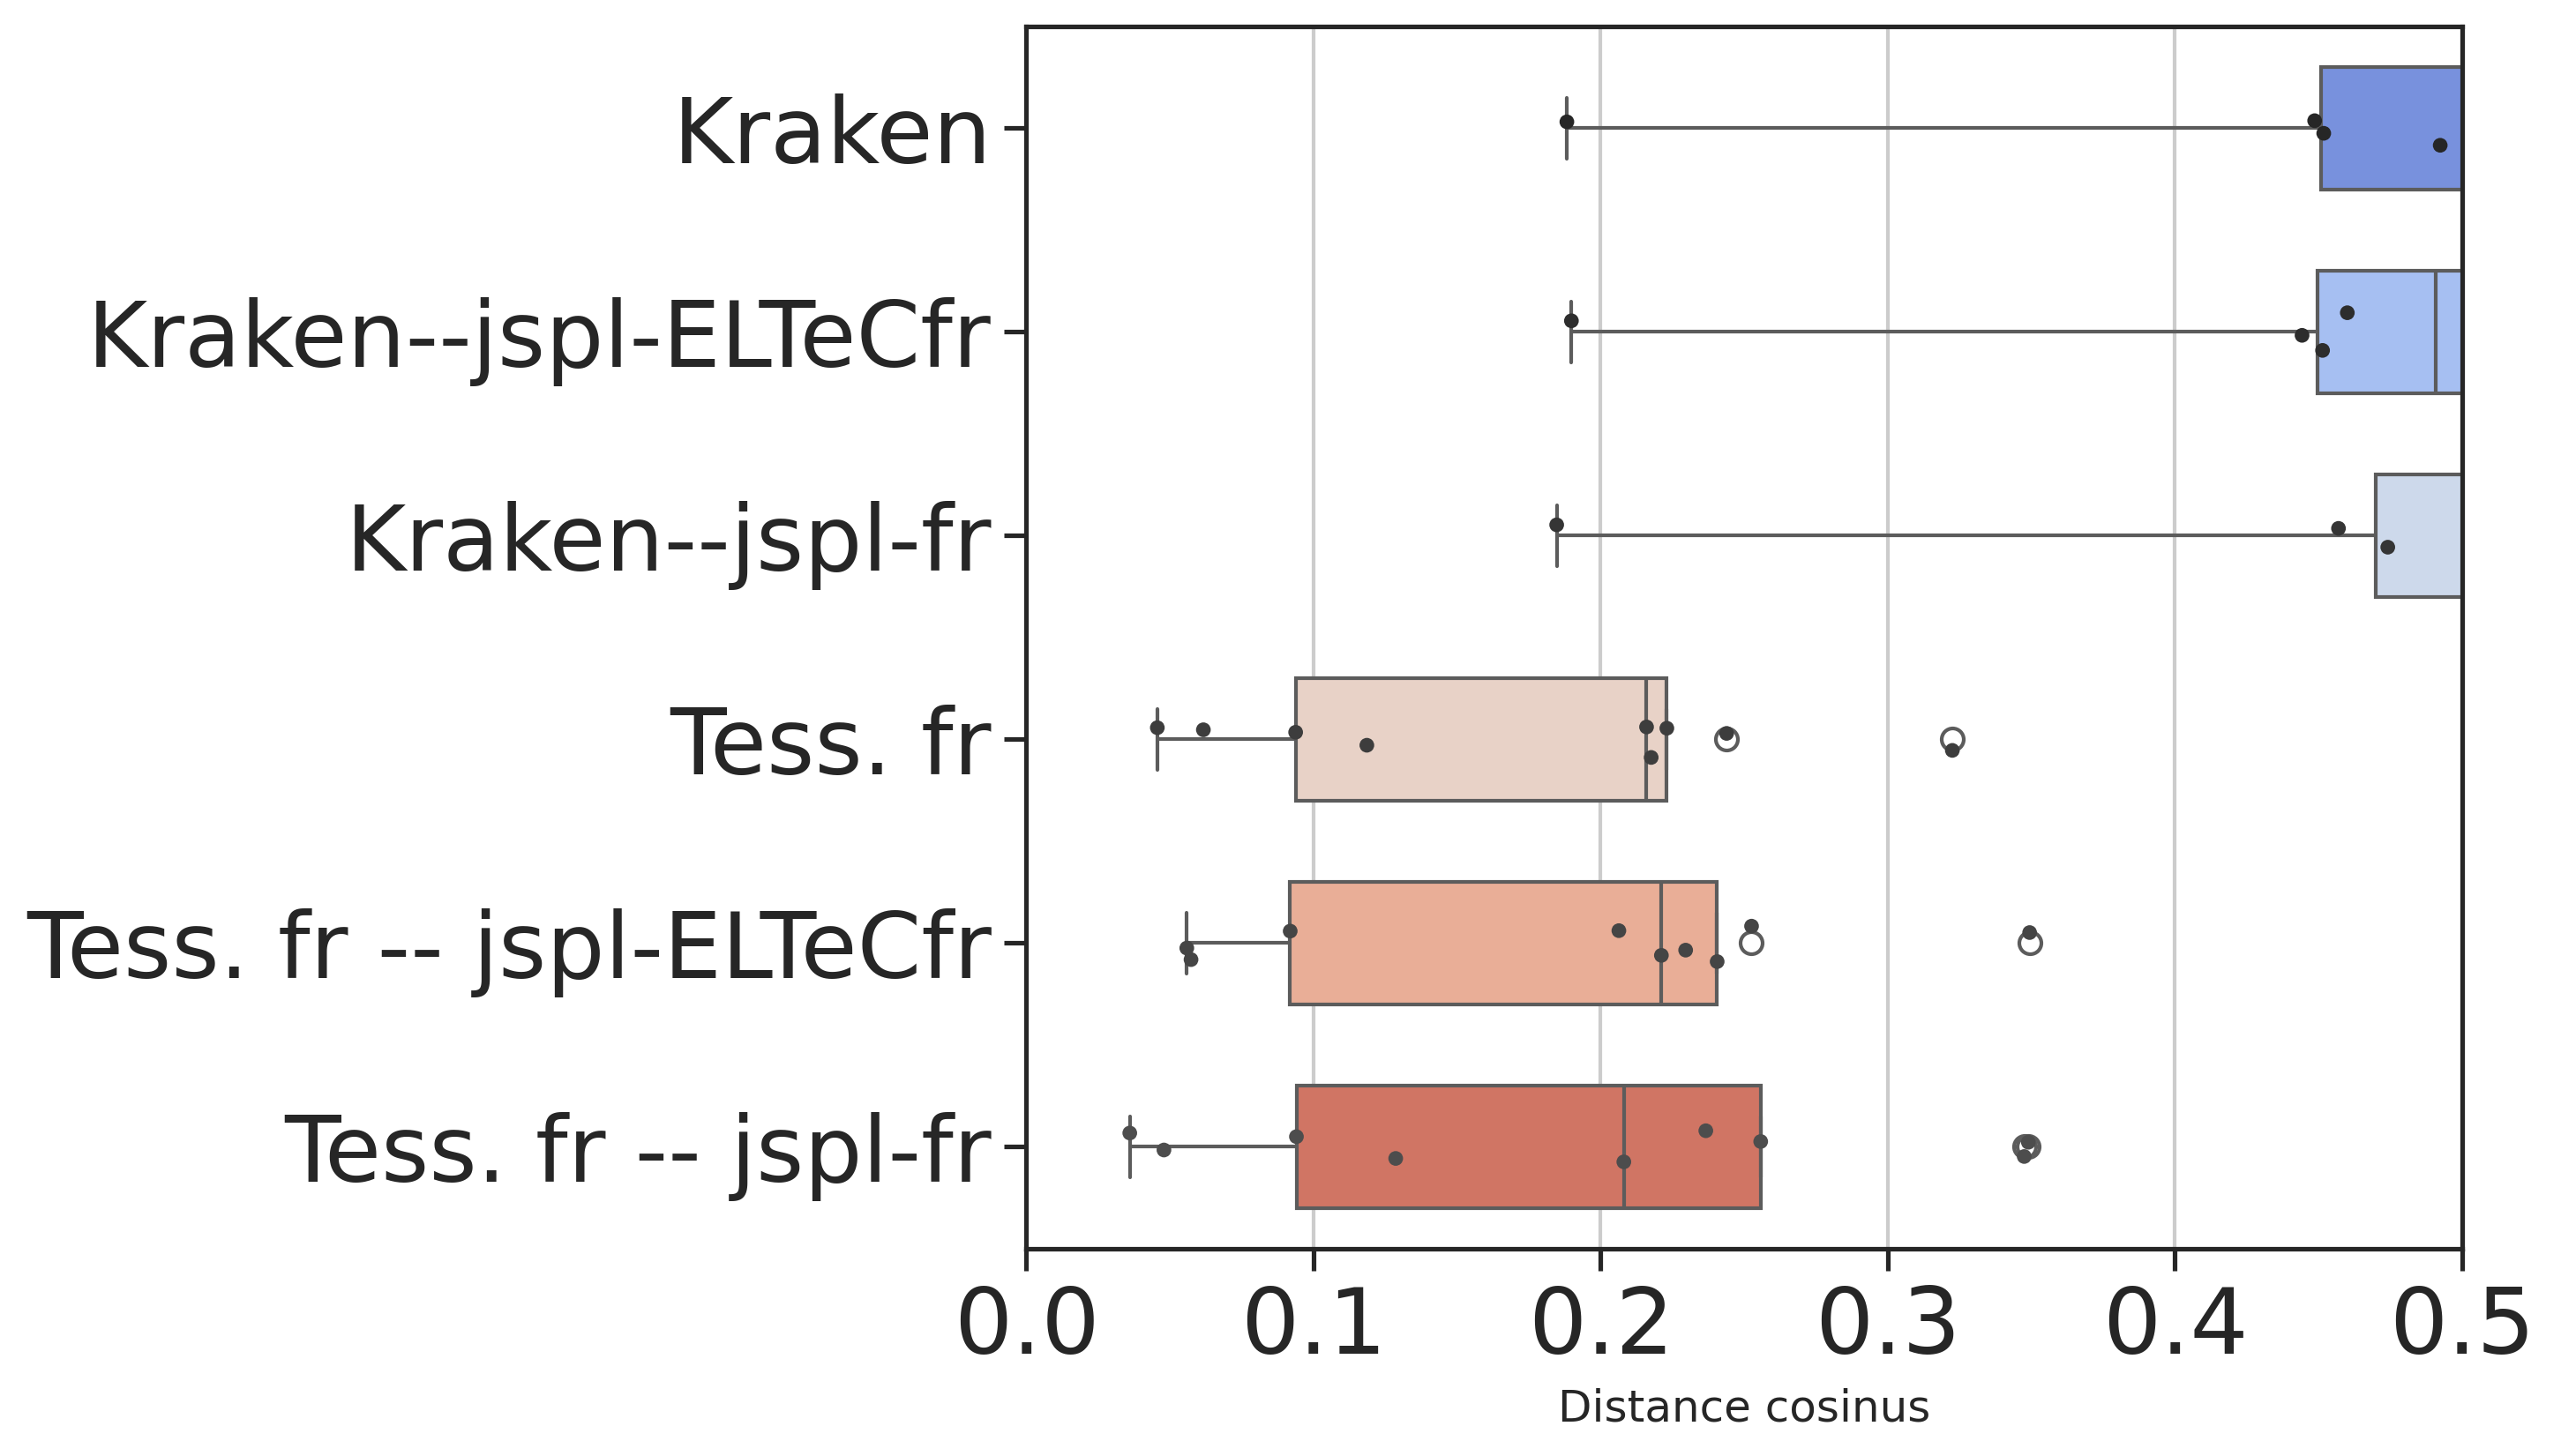 Kraken
Kraken--jspl-ELTeCfr
Kraken--jspl-fr
Tess. fr
Tess. fr -- jspl-ELTeCfr
Tess. fr -- jspl-fr
0.0 0.1 0.2 0.3 0.4 0.5
Distance cosinus